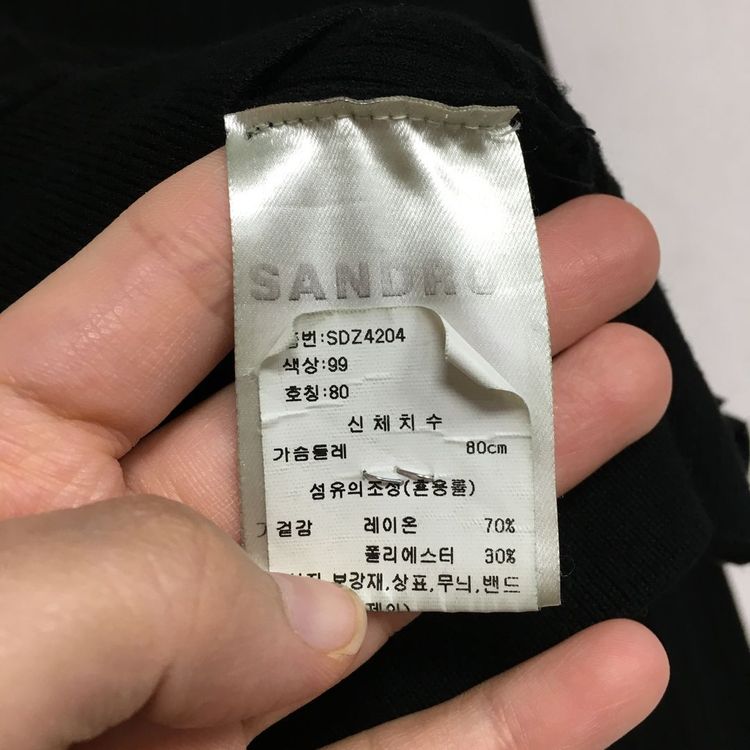 SANDRO
품번:SDZ4204
색상:99
호칭:80
신체치수
가슴둘레 80cm
섬유의조성(혼용률)
겉감 레이온 70%
폴리에스터 30%
보강재,상표,무늬,밴드